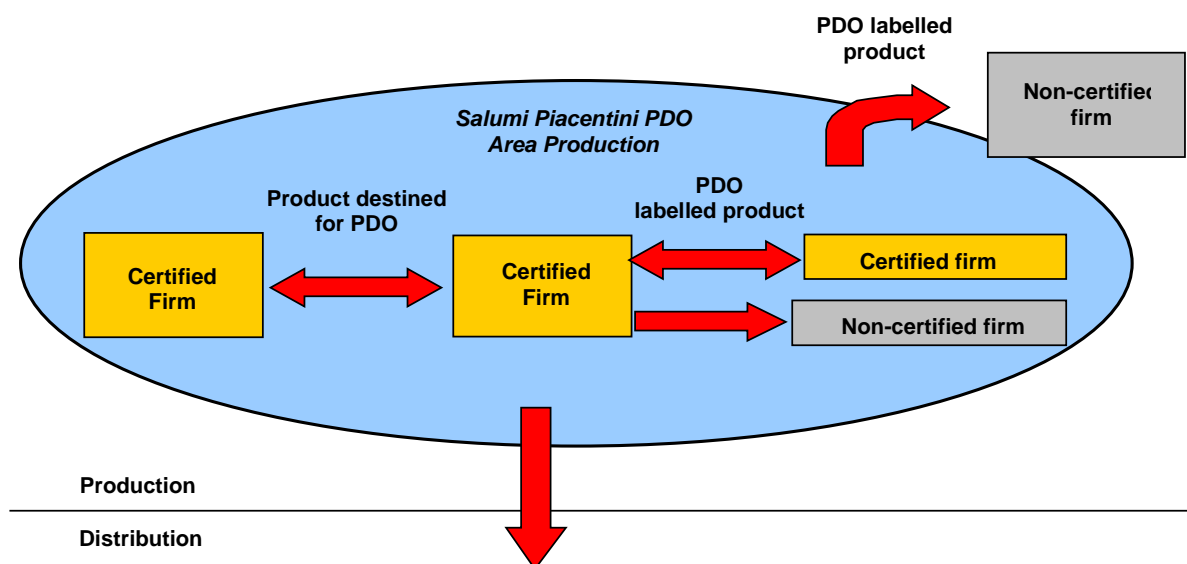 PDO labelled
product
Non-certified
firm
Salumi Piacentini PDO
Area Production
Product destined
for PDO
PDO
labelled product
Certified
Firm
Certified
Firm
Certified firm
Non-certified firm
Production
Distribution